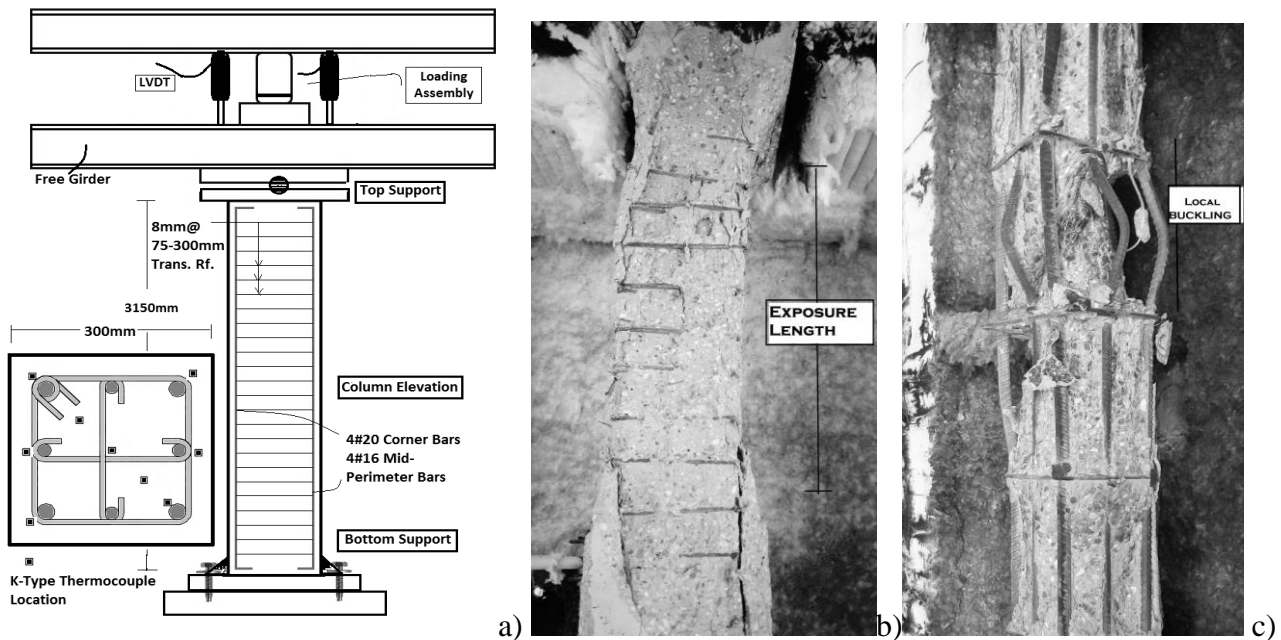 LVDT
Loading
Assembly
Free Girder
Top Support
8mm@
75-300mm
Trans. Rf.
3150mm
300mm
Column Elevation
4#20 Corner Bars
4#16 Mid-
Perimeter Bars
Bottom Support
K-Type Thermocouple
Location
a)
EXPOSURE
LENGTH
b)
LOCAL
BUCKLING
c)